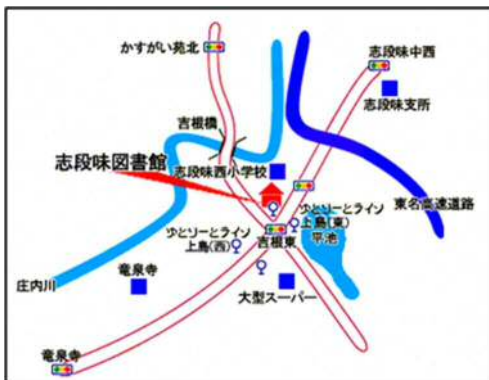 かすがい苑北
志段味中西
志段味支所
吉根橋
志段味図書館
志段味西小学校
東名高速道路
ゆとりーとライン
上島(東)
平池
吉根東
ゆとりーとライン
上島(西)
竜泉寺
大型スーパー
庄内川
竜泉寺